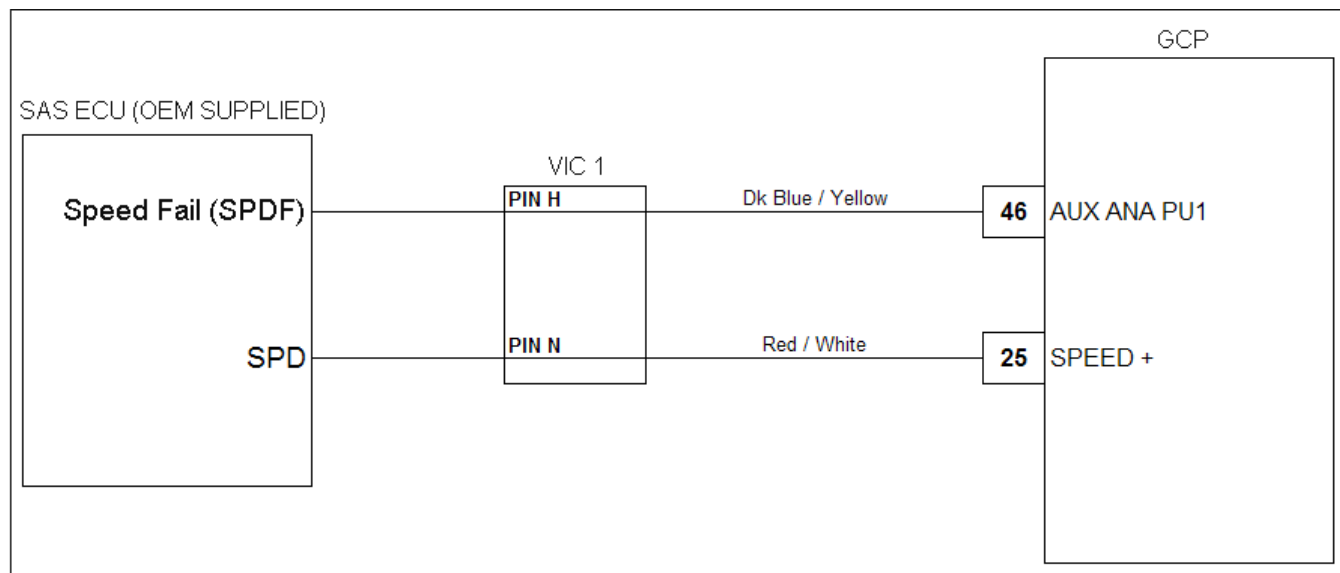 GCP
SAS ECU (OEM SUPPLIED)
VIC 1
Speed Fail (SPDF)
PIN H
Dk Blue / Yellow
46
AUX ANA PU1
SPD
PIN N
Red / White
25
SPEED +